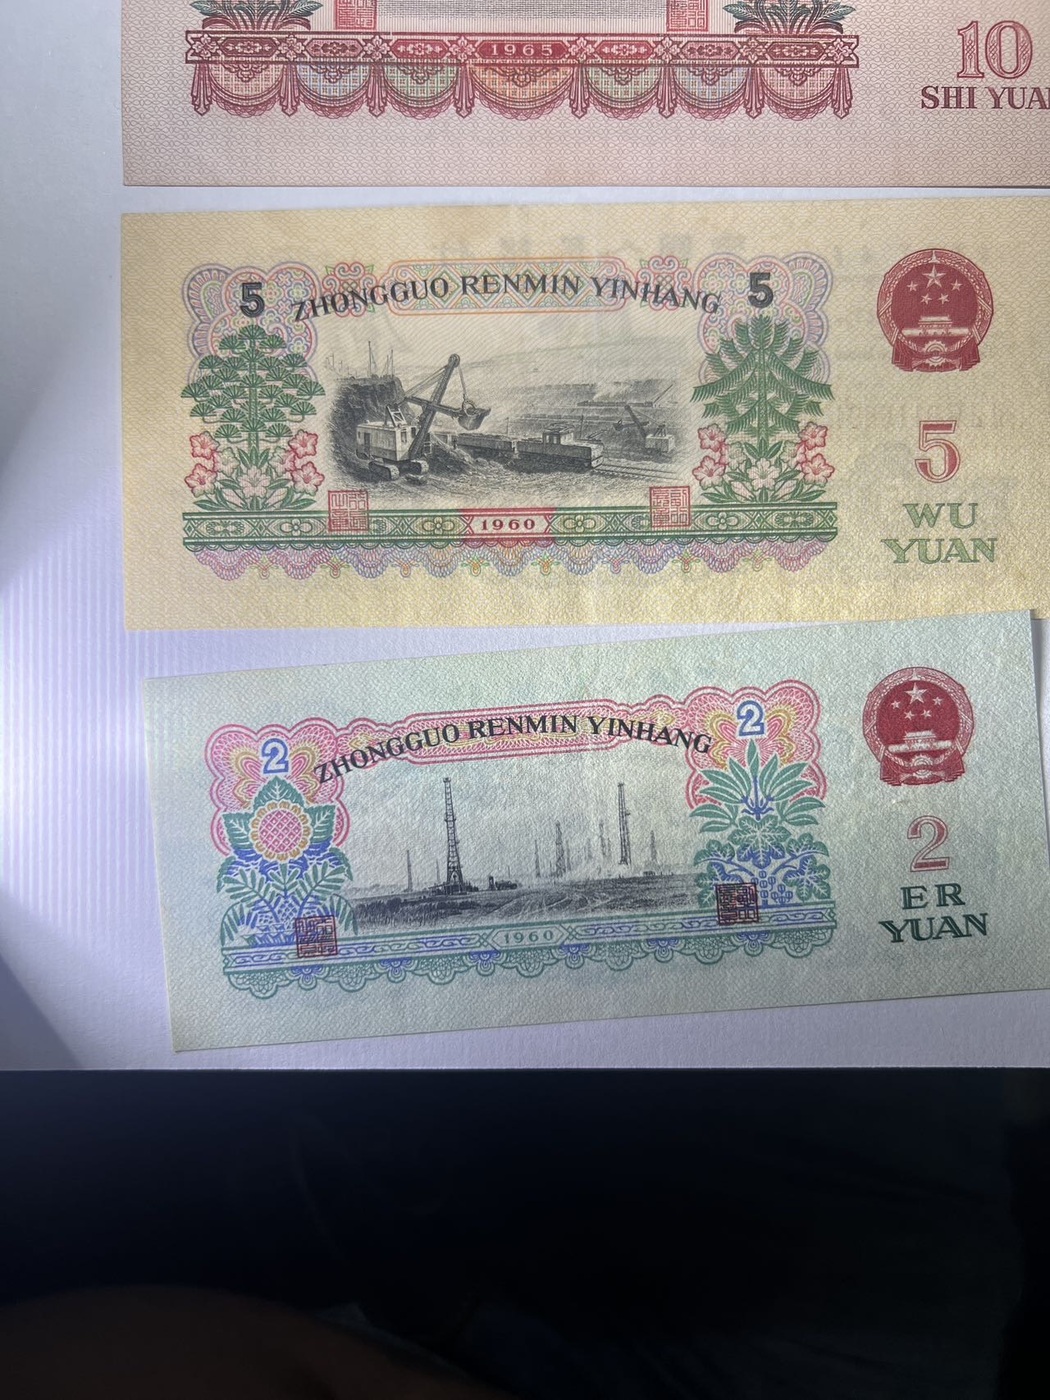 1965
10
SHI YUA
5
ZHONGGUO RENMIN YINHANG
5
5
WU
YUAN
1960
2
ZHONGGUO RENMIN YINHANG
2
2
ER
YUAN
1960